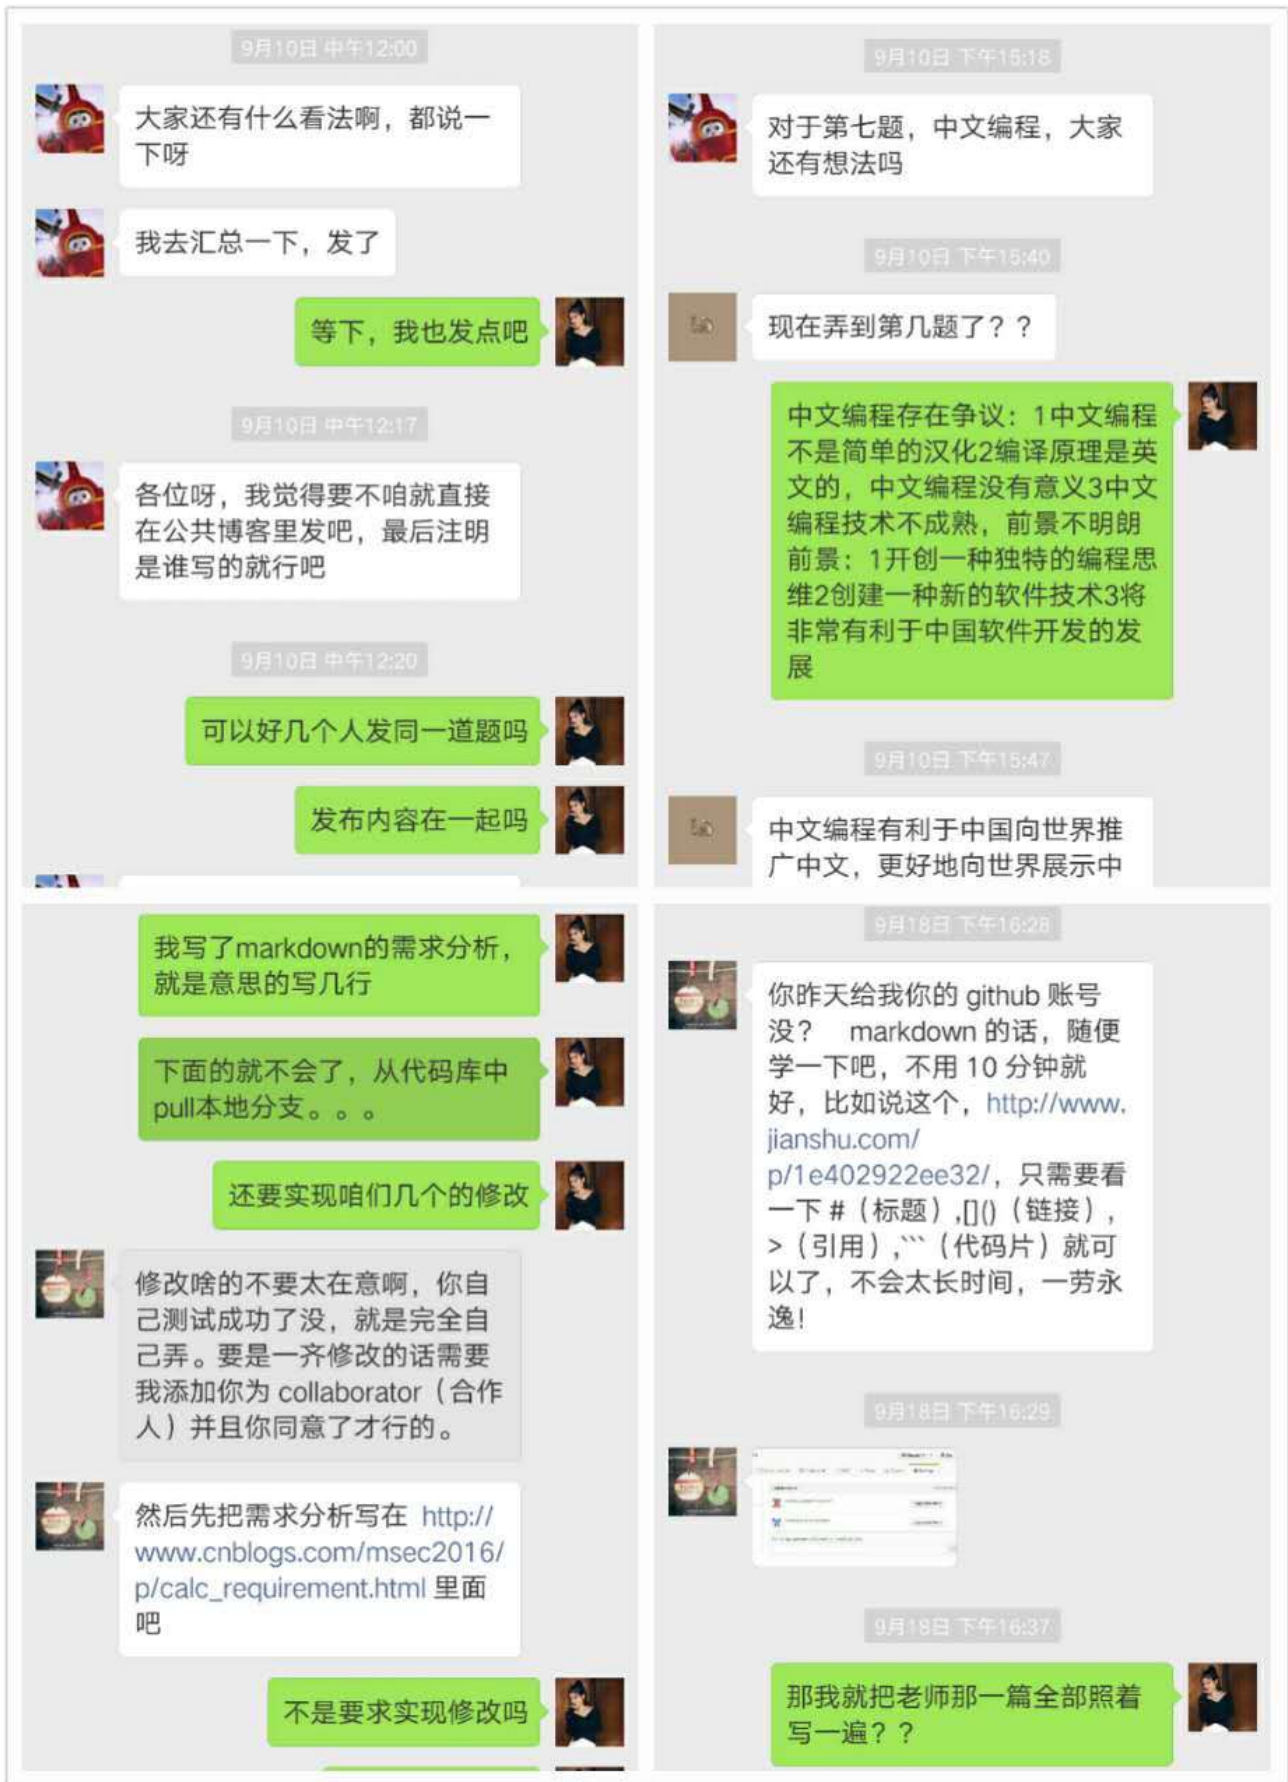 9月10日 中午12:00
大家还有什么看法啊，都说一
下呀
我去汇总一下，发了
等下，我也发点吧
9月10日 中午12:17
各位呀，我觉得要不咱就直接
在公共博客里发吧，最后注明
是谁写的就行吧
9月10日 中午12:20
可以好几个人发同一道题吗
发布内容在一起吗
9月10日 下午15:18
对于第七题，中文编程，大家
还有想法吗
9月10日 下午15:40
现在弄到第几题了？？
中文编程存在争议：1中文编程
不是简单的汉化2编译原理是英
文的，中文编程没有意义3中文
编程技术不成熟，前景不明朗
前景：1开创一种独特的编程思
维2创建一种新的软件技术3将
非常有利于中国软件开发的发
展
9月10日 下午15:47
中文编程有利于中国向世界推
广中文，更好地向世界展示中
我写了markdown的需求分析，
就是意思的写几行
下面的就不会了，从代码库中
pull本地分支。。。
还要实现咱们几个的修改
修改啥的不要太在意啊，你自
己测试成功了没，就是完全自
己弄。要是一齐修改的话需要
我添加你为 collaborator（合作
人）并且你同意了才行的。
然后先把需求分析写在 http://
www.cnblogs.com/msec2016/
p/calc_requirement.html 里面
吧
不是要求实现修改吗
9月18日 下午16:28
你昨天给我你的 github 账号
没？ markdown 的话，随便
学一下吧，不用 10 分钟就
好，比如说这个，http://www.
jianshu.com/
p/1e402922ee32/，只需要看
一下 #（标题）,[]()（链接）,
>（引用）,```（代码片）就可
以了，不会太长时间，一劳永
逸！
9月18日 下午16:29
9月18日 下午16:37
那我就把老师那一篇全部照着
写一遍？？